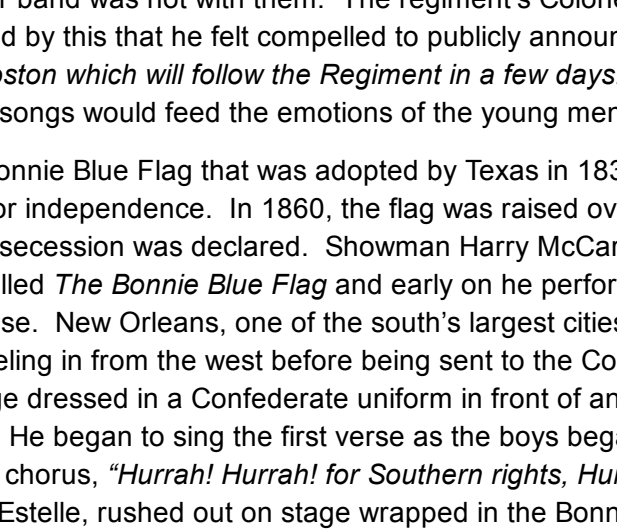 band was not with them. The regiment's Colone
d by this that he felt compelled to publicly annour
oston which will follow the Regiment in a few days.
songs would feed the emotions of the young men
onnie Blue Flag that was adopted by Texas in 183
or independence. In 1860, the flag was raised ov
secession was declared. Showman Harry McCar
lled The Bonnie Blue Flag and early on he perfor
se. New Orleans, one of the south's largest cities
eling in from the west before being sent to the Co
ge dressed in a Confederate uniform in front of an
He began to sing the first verse as the boys bega
chorus, “Hurrah! Hurrah! for Southern rights, Hur
Estelle, rushed out on stage wrapped in the Bonn